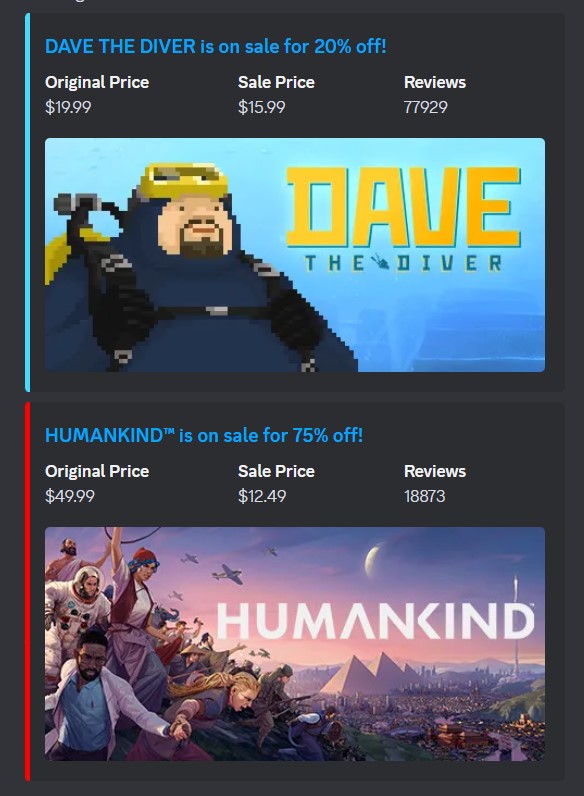 DAVE THE DIVER is on sale for 20% off!
Original Price Sale Price Reviews
$19.99 $15.99 77929
DAVE
THE DIVER
HUMANKIND™ is on sale for 75% off!
Original Price Sale Price Reviews
$49.99 $12.49 18873
HUMANKIND™